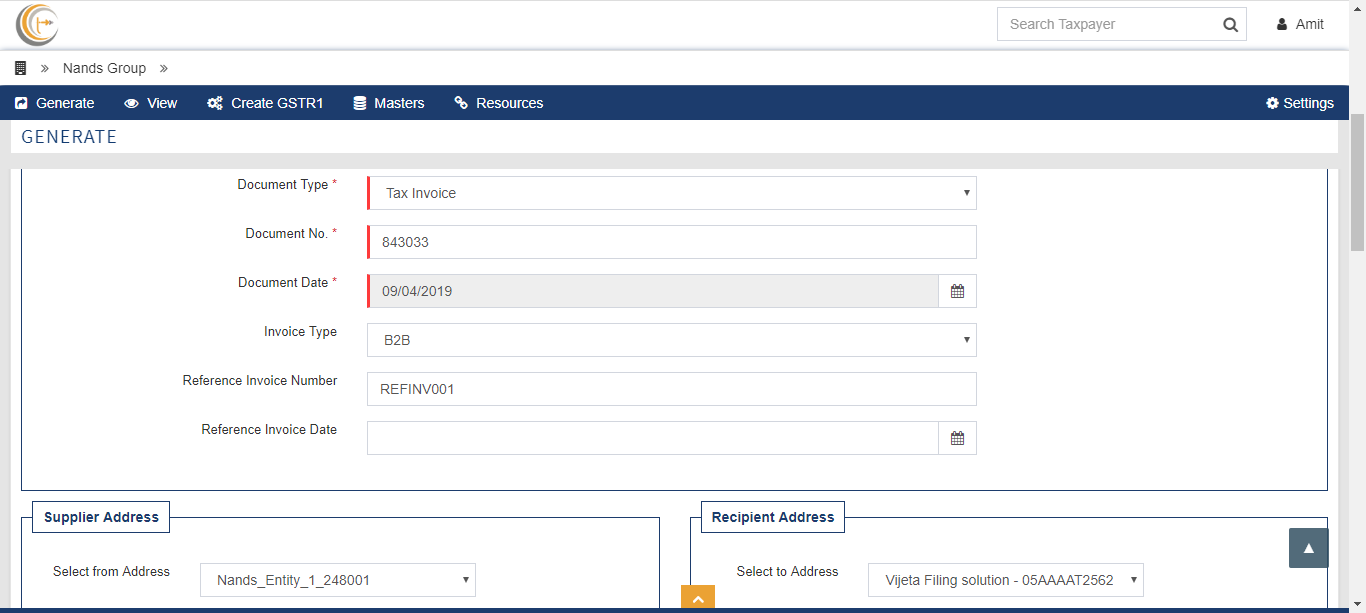 Search Taxpayer
Amit
» Nands Group »
Generate View Create GSTR1 Masters Resources Settings
GENERATE
Document Type * Tax Invoice
Document No. * 843033
Document Date * 09/04/2019
Invoice Type B2B
Reference Invoice Number REFINV001
Reference Invoice Date
Supplier Address
Recipient Address
Select from Address Nands_Entity_1_248001
Select to Address Vijeta Filing solution - 05AAAAT2562